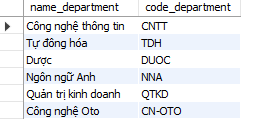 name_department code_department
Công nghệ thông tin CNTT
Tự động hóa TDH
Dược DUOC
Ngôn ngữ Anh NNA
Quản trị kinh doanh QTKD
Công nghệ Oto CN-OTO